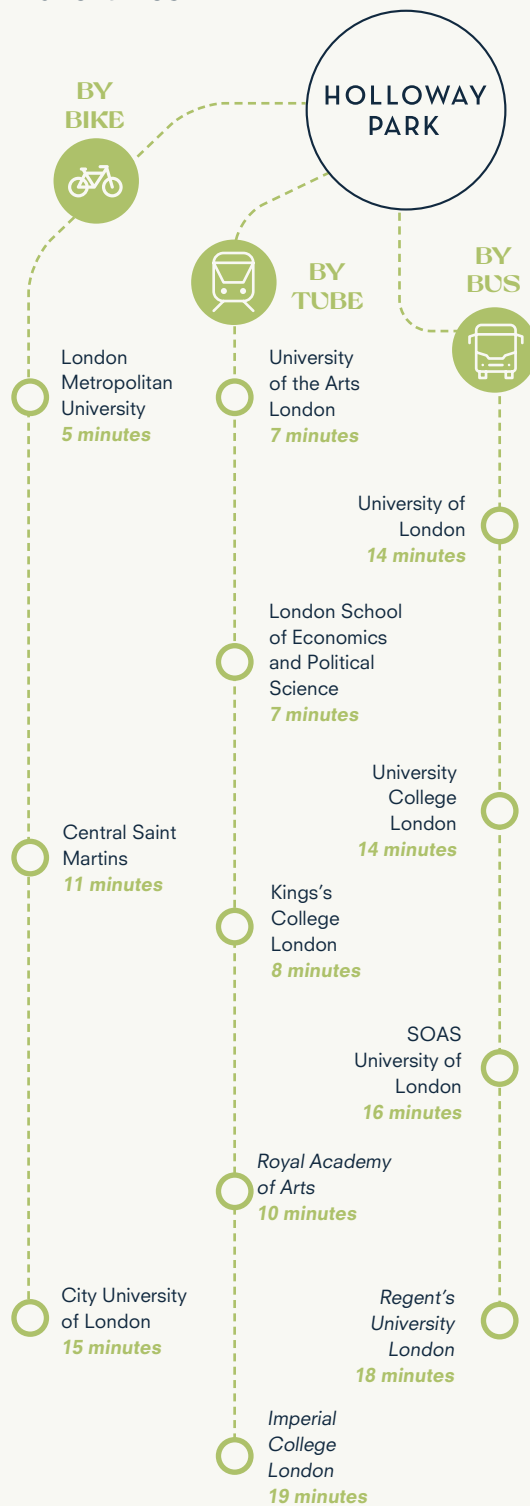 HOLLOWAY
PARK
BY
BIKE
London
Metropolitan
University
5 minutes
Central Saint
Martins
11 minutes
City University
of London
15 minutes
BY
TUBE
University
of the Arts
London
7 minutes
London School
of Economics
and Political
Science
7 minutes
Kings's
College
London
8 minutes
Royal Academy
of Arts
10 minutes
Imperial
College
London
19 minutes
BY
BUS
University of
London
14 minutes
University
College
London
14 minutes
SOAS
University of
London
16 minutes
Regent's
University
London
18 minutes